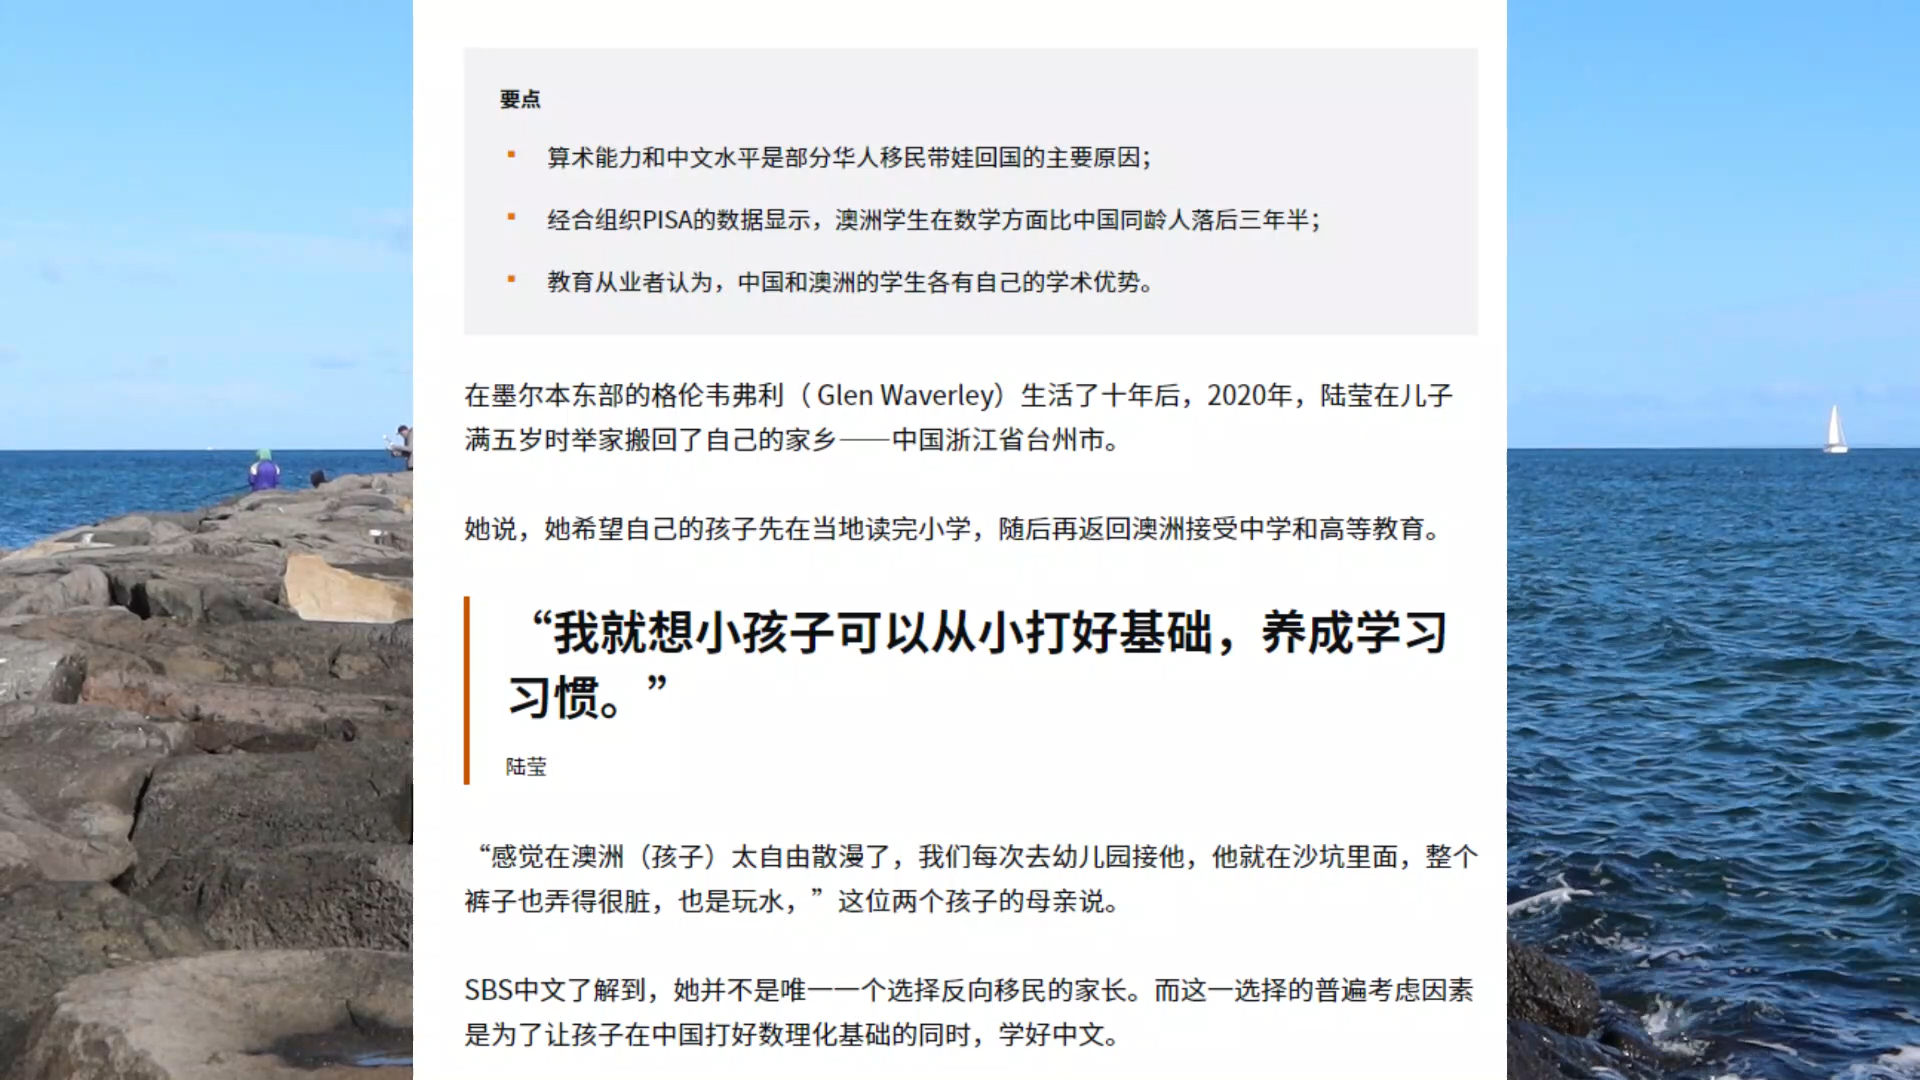 要点
算术能力和中文水平是部分华人移民带娃回国的主要原因；
经合组织PISA的数据显示，澳洲学生在数学方面比中国同龄人落后三年半；
教育从业者认为，中国和澳洲的学生各有自己的学术优势。
在墨尔本东部的格伦韦弗利（ Glen Waverley）生活了十年后，2020年，陆莹在儿子
满五岁时举家搬回了自己的家乡——中国浙江省台州市。
她说，她希望自己的孩子先在当地读完小学，随后再返回澳洲接受中学和高等教育。
“我就想小孩子可以从小打好基础，养成学习
习惯。”
陆莹
“感觉在澳洲（孩子）太自由散漫了，我们每次去幼儿园接他，他就在沙坑里面，整个
裤子也弄得很脏，也是玩水，”这位两个孩子的母亲说。
SBS中文了解到，她并不是唯一一个选择反向移民的家长。而这一选择的普遍考虑因素
是为了让孩子在中国打好数理化基础的同时，学好中文。